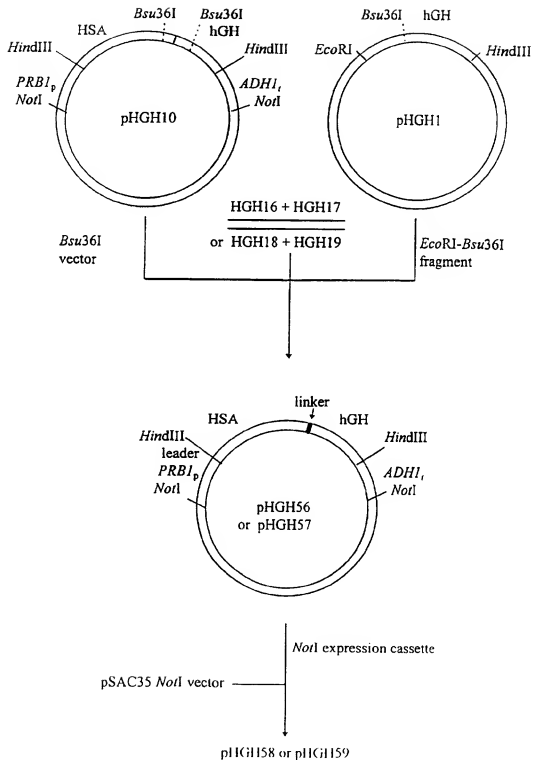 Bsu36I
HSA
Bsu36I
hGH
HindIII
HindIII
PRB1p
NotI
ADH1t
NotI
pHGH10
Bsu36I
hGH
EcoRI
HindIII
pHGH1
HGH16 + HGH17
or HGH18 + HGH19
Bsu36I
vector
EcoRI-Bsu36I
fragment
linker
HSA
hGH
HindIII
leader
PRB1p
NotI
HindIII
ADH1t
NotI
pHGH56
or pHGH57
NotI expression cassette
pSAC35 NotI vector
pHGH58 or pHGH59